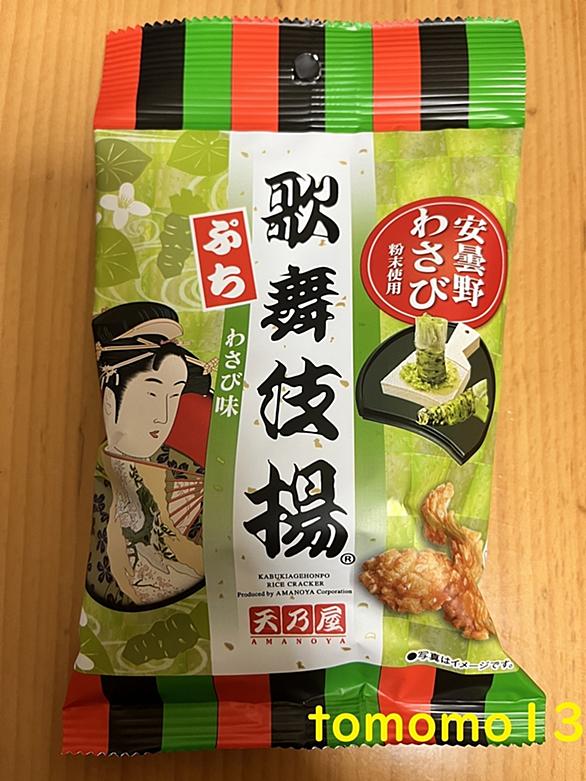 歌舞伎揚®
ぷち
わさび味
安曇野
わさび
粉末使用
KABUKIAGEHONPO
RICE CRACKER
Produced by AMANOYA Corporation
天乃屋
AMANOYA
●写真はイメージです。
tomomo13